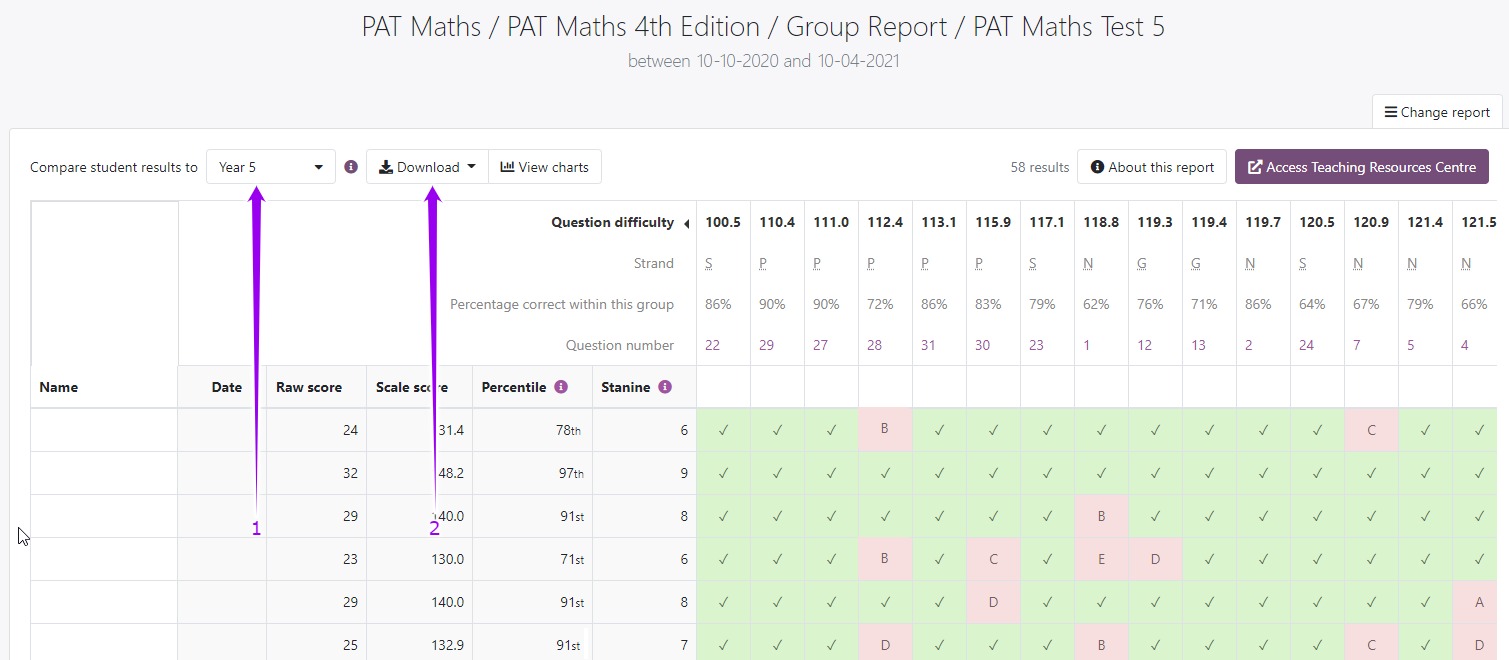 PAT Maths / PAT Maths 4th Edition / Group Report / PAT Maths Test 5
between 10-10-2020 and 10-04-2021
Change report
Compare student results to Year 5 Download View charts 58 results About this report Access Teaching Resources Centre
Question difficulty 100.5 110.4 111.0 112.4 113.1 115.9 117.1 118.8 119.3 119.4 119.7 120.5 120.9 121.4 121.5
Strand S P P P P P S N G G N S N N N
Percentage correct within this group 86% 90% 90% 72% 86% 83% 79% 62% 76% 71% 86% 64% 67% 79% 66%
Question number 22 29 27 28 31 30 23 1 12 13 2 24 7 5 4
Name Date Raw score Scale score Percentile Stanine
24 31.4 78th 6 ✓ ✓ ✓ B ✓ ✓ ✓ ✓ ✓ ✓ ✓ ✓ C ✓ ✓
32 48.2 97th 9 ✓ ✓ ✓ ✓ ✓ ✓ ✓ ✓ ✓ ✓ ✓ ✓ ✓ ✓ ✓
29 140.0 91st 8 ✓ ✓ ✓ ✓ ✓ ✓ ✓ B ✓ ✓ ✓ ✓ ✓ ✓ ✓
1 2
23 130.0 71st 6 ✓ ✓ ✓ B ✓ C ✓ E D ✓ ✓ ✓ ✓ ✓ ✓
29 140.0 91st 8 ✓ ✓ ✓ ✓ ✓ D ✓ ✓ ✓ ✓ ✓ ✓ ✓ ✓ A
25 132.9 91st 7 ✓ ✓ ✓ D ✓ ✓ ✓ B ✓ ✓ ✓ ✓ C ✓ D